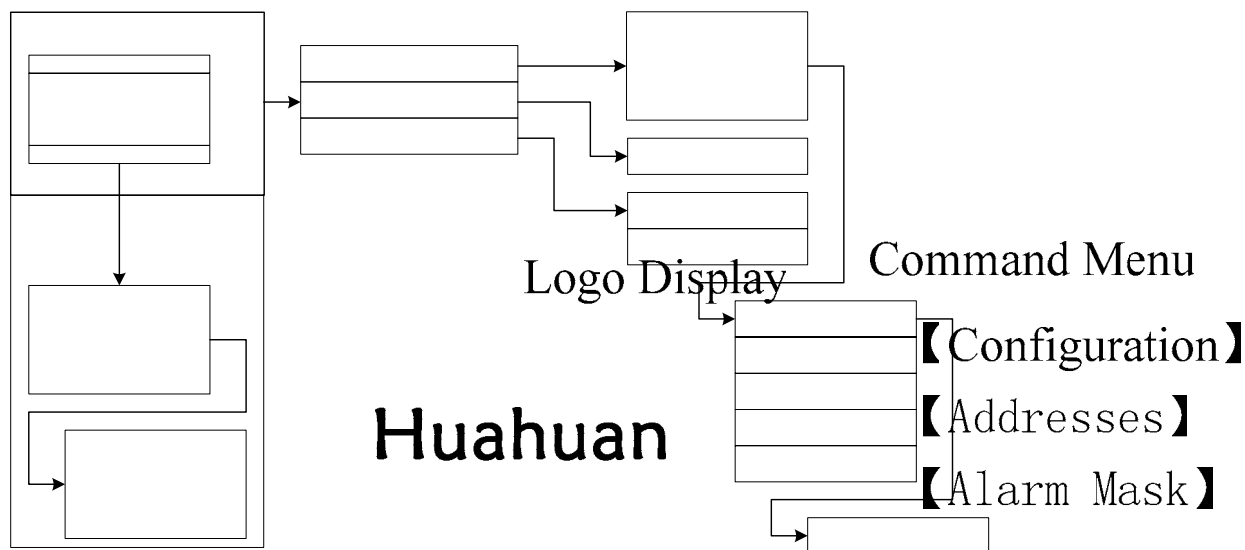 Logo Display
Command Menu
Huahuan
【Configuration】
【Addresses】
【Alarm Mask】